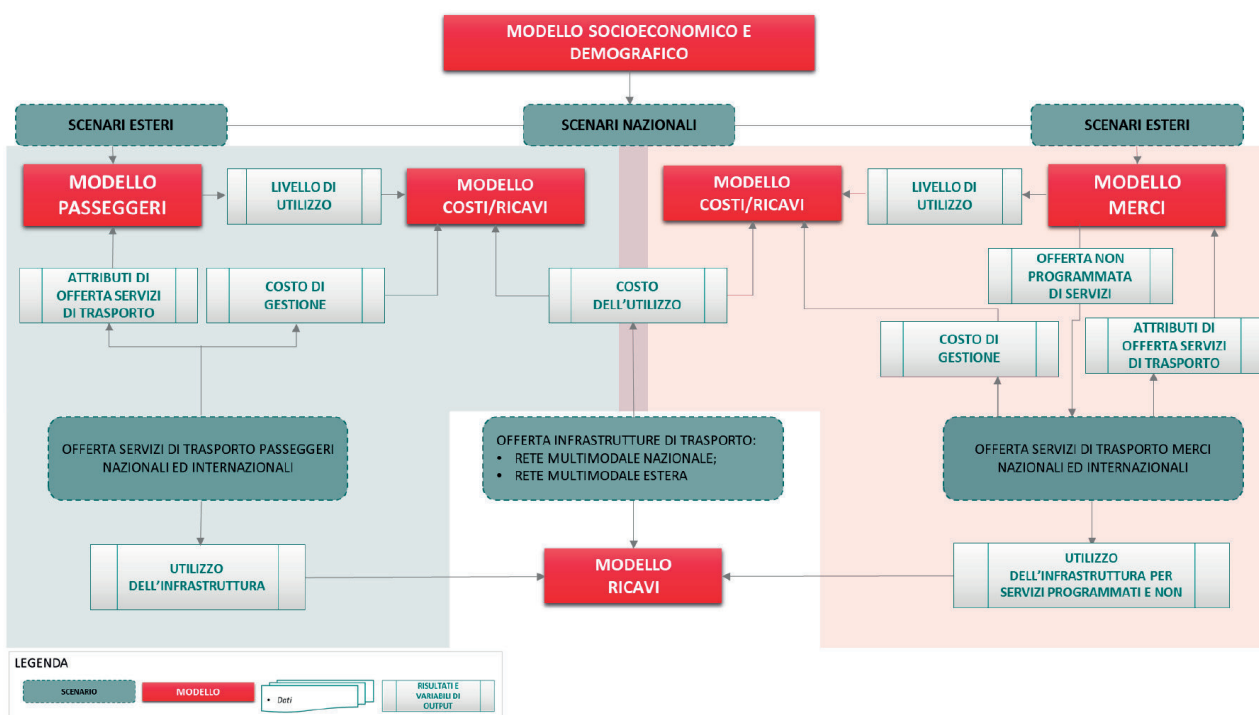 MODELLO SOCIOECONOMICO E
DEMOGRAFICO
SCENARI ESTERI
SCENARI NAZIONALI
SCENARI ESTERI
MODELLO
PASSEGGERI
LIVELLO DI
UTILIZZO
MODELLO
COSTI/RICAVI
MODELLO
COSTI/RICAVI
LIVELLO DI
UTILIZZO
MODELLO
MERCI
ATTRIBUTI DI
OFFERTA SERVIZI
DI TRASPORTO
COSTO DI
GESTIONE
COSTO
DELL'UTILIZZO
OFFERTA NON
PROGRAMMATA
DI SERVIZI
COSTO DI
GESTIONE
ATTRIBUTI DI
OFFERTA SERVIZI
DI TRASPORTO
OFFERTA SERVIZI DI TRASPORTO PASSEGGERI
NAZIONALI ED INTERNAZIONALI
OFFERTA INFRASTRUTTURE DI TRASPORTO:
• RETE MULTIMODALE NAZIONALE;
• RETE MULTIMODALE ESTERA
OFFERTA SERVIZI DI TRASPORTO MERCI
NAZIONALI ED INTERNAZIONALI
UTILIZZO
DELL'INFRASTRUTTURA
MODELLO
RICAVI
UTILIZZO
DELL'INFRASTRUTTURA PER
SERVIZI PROGRAMMATI E NON
LEGENDA
SCENARIO
MODELLO
• Dati
RISULTATI E
VARIABILI DI
OUTPUT